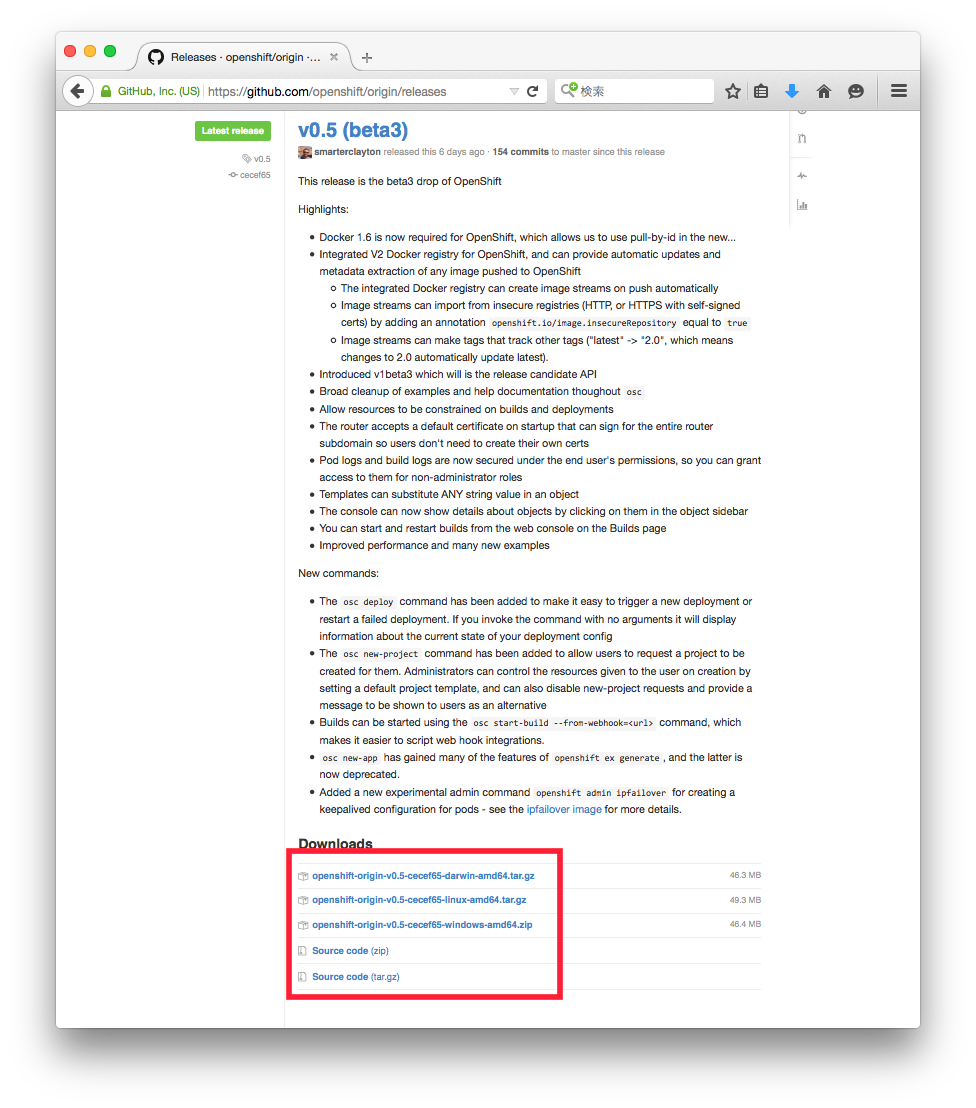 Releases · openshift/origin ·...
GitHub, Inc. (US)
https://github.com/openshift/origin/releases
検索
Latest release
v0.5
cecef65
v0.5 (beta3)
smarterclayton released this 6 days ago · 154 commits to master since this release
This release is the beta3 drop of OpenShift
Highlights:
Docker 1.6 is now required for OpenShift, which allows us to use pull-by-id in the new...
Integrated V2 Docker registry for OpenShift, and can provide automatic updates and
metadata extraction of any image pushed to OpenShift
The integrated Docker registry can create image streams on push automatically
Image streams can import from insecure registries (HTTP, or HTTPS with self-signed
certs) by adding an annotation openshift.io/image.insecureRepository equal to true
Image streams can make tags that track other tags ("latest" -> "2.0", which means
changes to 2.0 automatically update latest).
Introduced v1beta3 which will is the release candidate API
Broad cleanup of examples and help documentation thoughout osc
Allow resources to be constrained on builds and deployments
The router accepts a default certificate on startup that can sign for the entire router
subdomain so users don't need to create their own certs
Pod logs and build logs are now secured under the end user's permissions, so you can grant
access to them for non-administrator roles
Templates can substitute ANY string value in an object
The console can now show details about objects by clicking on them in the object sidebar
You can start and restart builds from the web console on the Builds page
Improved performance and many new examples
New commands:
The osc deploy command has been added to make it easy to trigger a new deployment or
restart a failed deployment. If you invoke the command with no arguments it will display
information about the current state of your deployment config
The osc new-project command has been added to allow users to request a project to be
created for them. Administrators can control the resources given to the user on creation by
setting a default project template, and can also disable new-project requests and provide a
message to be shown to users as an alternative
Builds can be started using the osc start-build --from-webhook=<url> command, which
makes it easier to script web hook integrations.
osc new-app has gained many of the features of openshift ex generate , and the latter is
now deprecated.
Added a new experimental admin command openshift admin ipfailover for creating a
keepalived configuration for pods - see the ipfailover image for more details.
Downloads
openshift-origin-v0.5-cecef65-darwin-amd64.tar.gz 46.3 MB
openshift-origin-v0.5-cecef65-linux-amd64.tar.gz 49.3 MB
openshift-origin-v0.5-cecef65-windows-amd64.zip 46.4 MB
Source code (zip)
Source code (tar.gz)